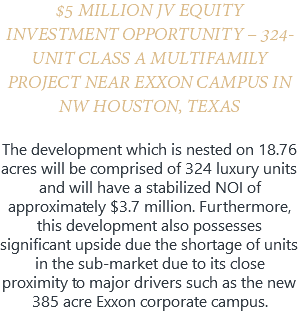 $5 MILLION JV EQUITY
INVESTMENT OPPORTUNITY – 324-
UNIT CLASS A MULTIFAMILY
PROJECT NEAR EXXON CAMPUS IN
NW HOUSTON, TEXAS
The development which is nested on 18.76
acres will be comprised of 324 luxury units
and will have a stabilized NOI of
approximately $3.7 million. Furthermore,
this development also possesses
significant upside due the shortage of units
in the sub-market due to its close
proximity to major drivers such as the new
385 acre Exxon corporate campus.